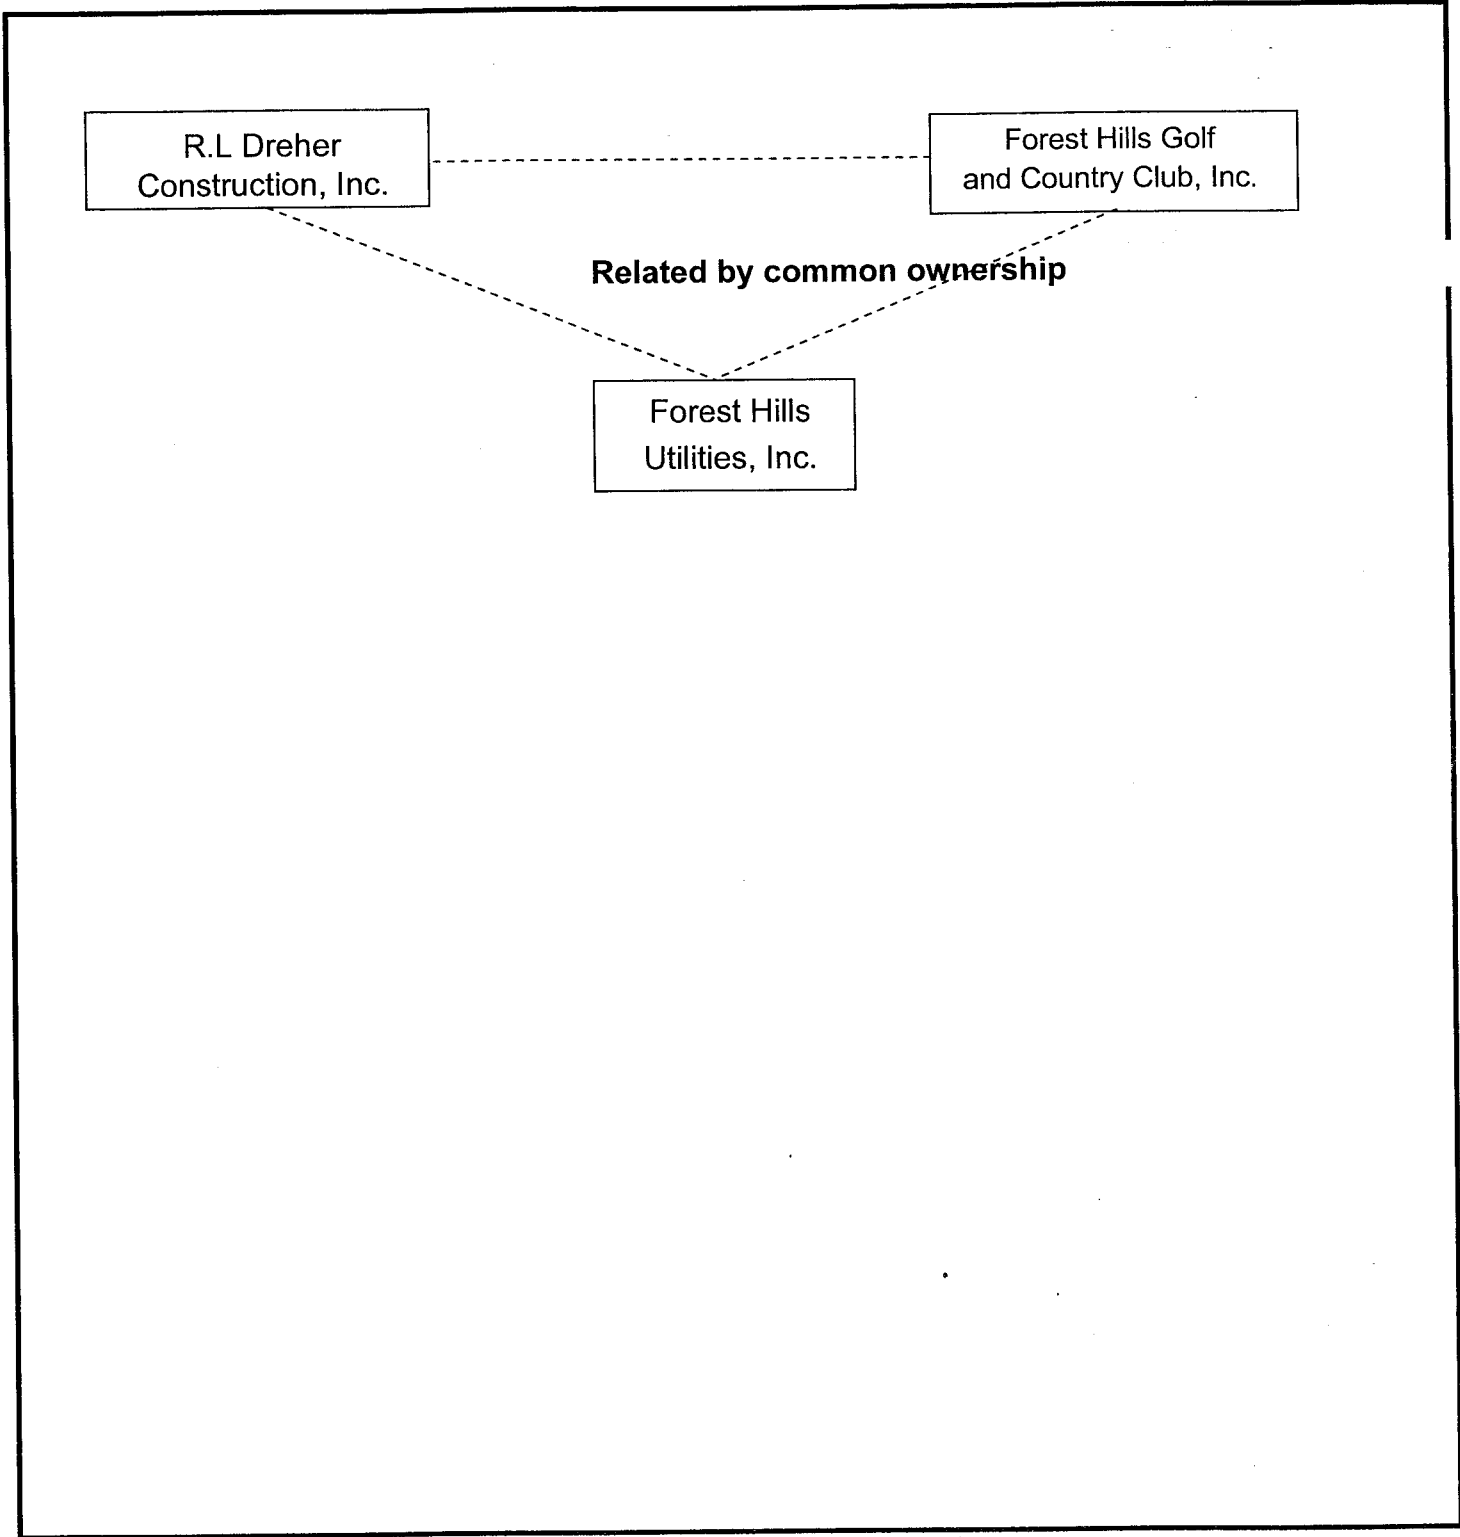 R.L Dreher
Construction, Inc.
Forest Hills Golf
and Country Club, Inc.
Related by common ownership
Forest Hills
Utilities, Inc.